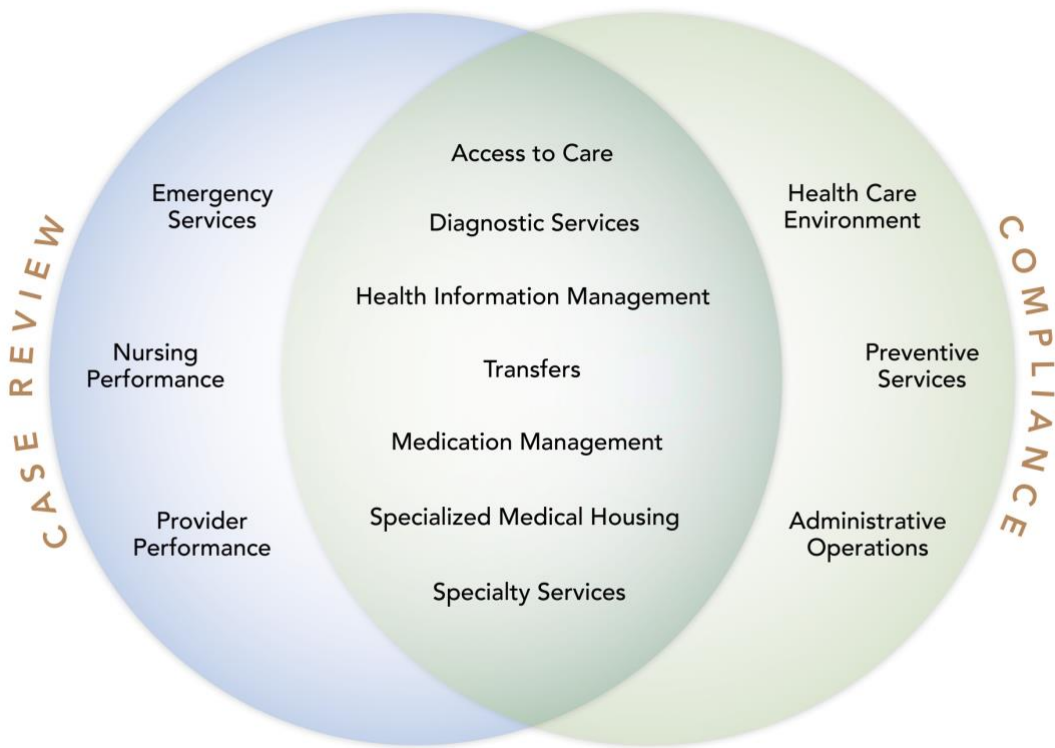 CASE REVIEW
Emergency
Services
Nursing
Performance
Provider
Performance
Access to Care
Diagnostic Services
Health Information Management
Transfers
Medication Management
Specialized Medical Housing
Specialty Services
Health Care
Environment
Preventive
Services
Administrative
Operations
COMPLIANCE